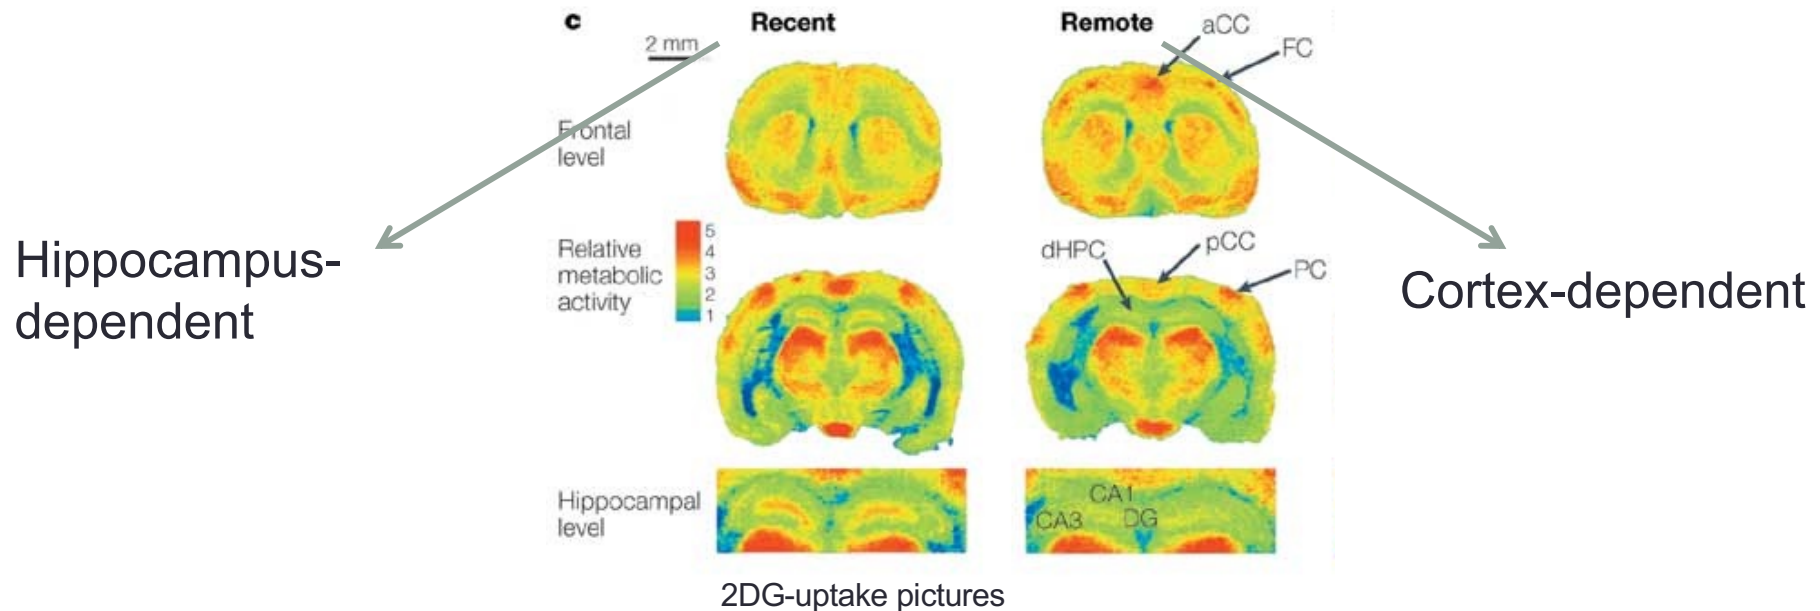 c
Recent
Remote
2 mm
aCC
FC
Frontal
level
Hippocampus-
dependent
Relative
metabolic
activity
5
4
3
2
1
dHPC
pCC
PC
Cortex-dependent
Hippocampal
level
CA1
CA3
DG
2DG-uptake pictures